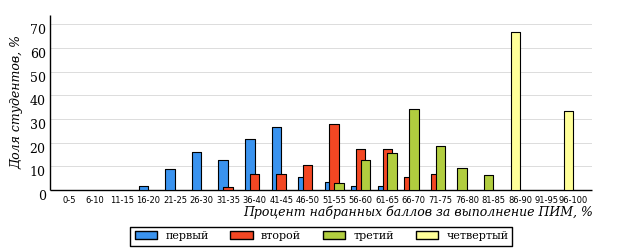 Доля студентов, %
70
60
50
40
30
20
10
0
0-5 6-10 11-15 16-20 21-25 26-30 31-35 36-40 41-45 46-50 51-55 56-60 61-65 66-70 71-75 76-80 81-85 86-90 91-95 96-100
Процент набранных баллов за выполнение ПИМ, %
первый второй третий четвертый